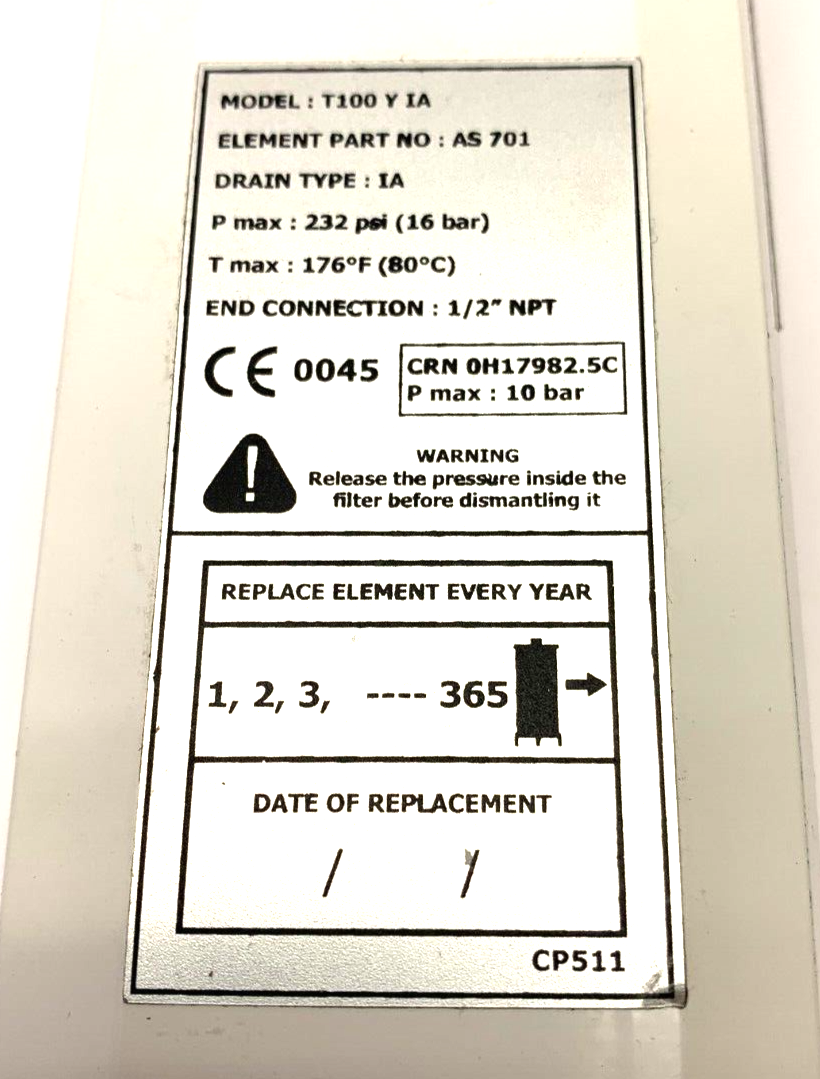 MODEL : T100 Y IA
ELEMENT PART NO : AS 701
DRAIN TYPE : IA
P max : 232 psi (16 bar)
T max : 176°F (80°C)
END CONNECTION : 1/2” NPT
CE 0045
CRN 0H17982.5C
P max : 10 bar
WARNING
Release the pressure inside the
filter before dismantling it
REPLACE ELEMENT EVERY YEAR
1, 2, 3, ---- 365
DATE OF REPLACEMENT
/ /
CP511